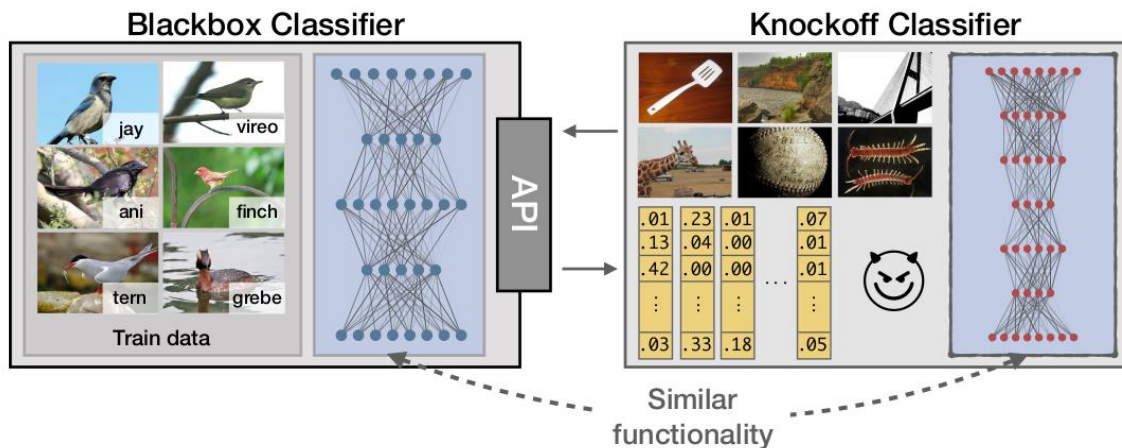 Blackbox Classifier
Knockoff Classifier
jay
vireo
ani
finch
tern
grebe
Train data
API
.01 .23 .01 .07
.13 .04 .00 .01
.42 .00 .00 .01
⋮ ⋮ ⋮ ... ⋮
.03 .33 .18 .05
Similar
functionality